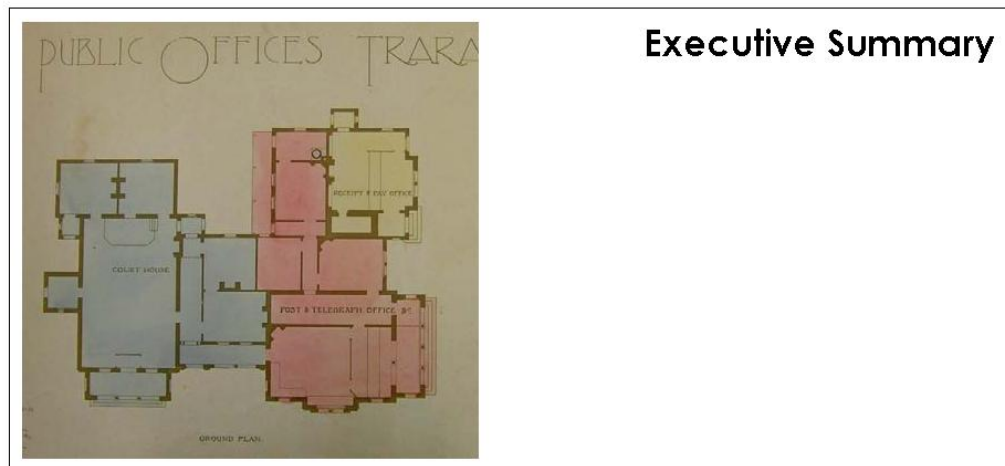 PUBLIC OFFICES TRARA
Executive Summary
RECEIPT & PAY OFFICE
COURT HOUSE
POST & TELEGRAPH OFFICE &c
GROUND PLAN.